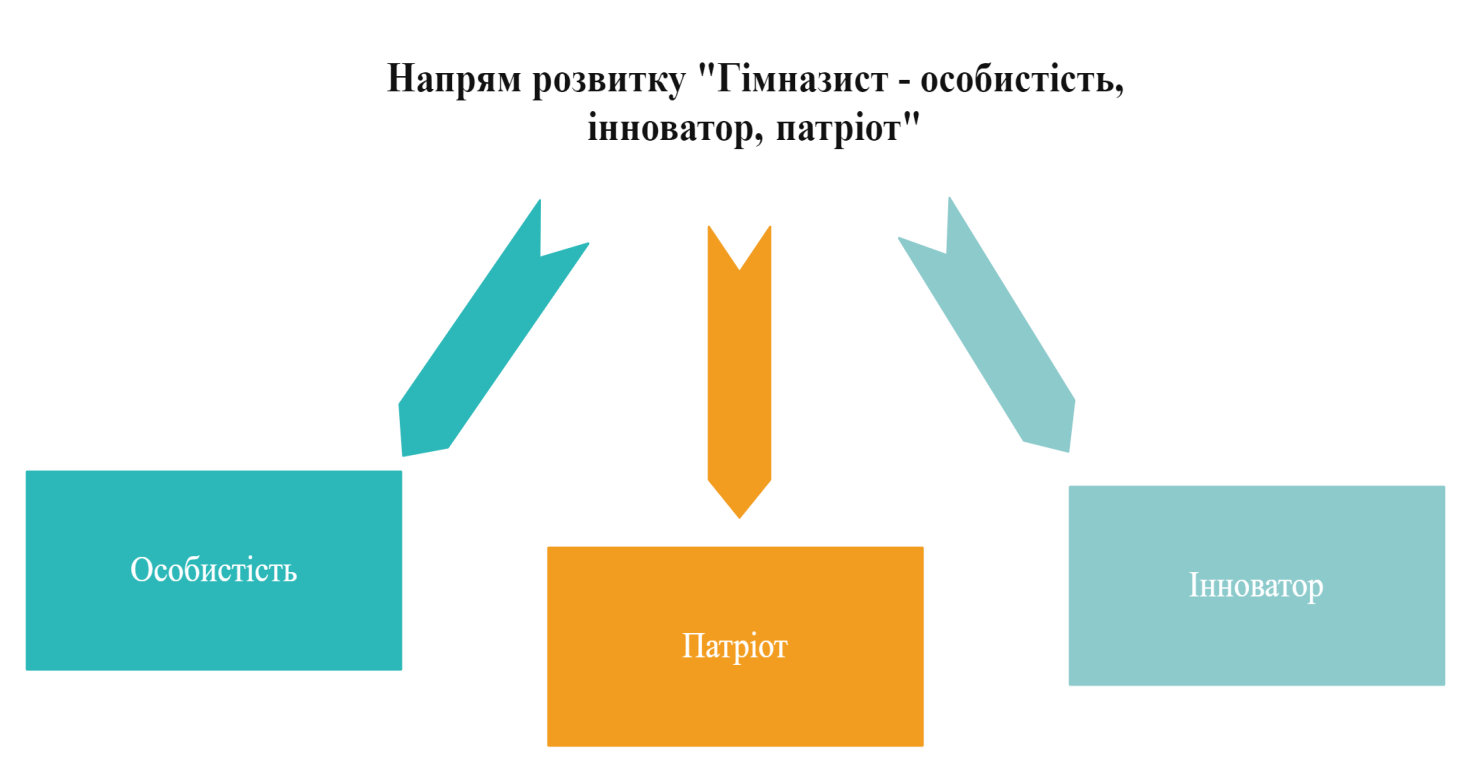 Напрям розвитку "Гімназист - особистість,
інноватор, патріот"
Особистість
Патріот
Інноватор